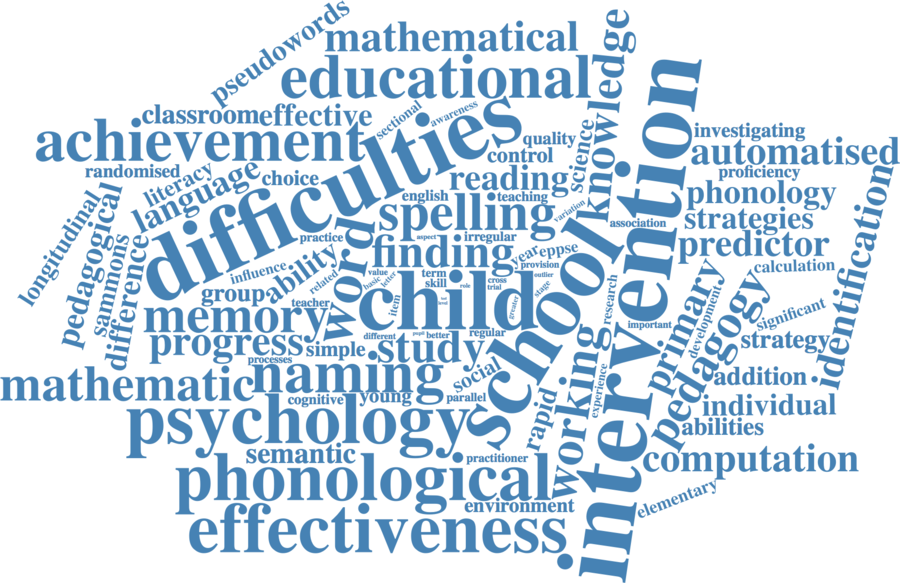 pseudowords
mathematical
knowledge
educational
classroom
effective
sectional
awareness
achievement
difficulties
quality
science
intervention
investigating
control
automatised
randomised
literacy
language
choice
reading
proficiency
longitudinal
pedagogical
english
teaching
variation
phonology
spelling
association
strategies
sammons
difference
practice
word
aspect
irregular
predictor
identification
finding
year
eppse
influence
ability
related
value
basic
letter
term
skill
cross
trial
provision
outlier
calculation
group
teacher
item
child
role
level
greater
stage
school
research
primary
development
pedagogy
significant
memory
different
pupil
better
regular
important
strategy
progress
simple
study
processes
mathematic
naming
social
working
experience
addition
cognitive
young
parallel
rapid
individual
psychology
abilities
semantic
practitioner
computation
phonological
environment
elementary
effectiveness